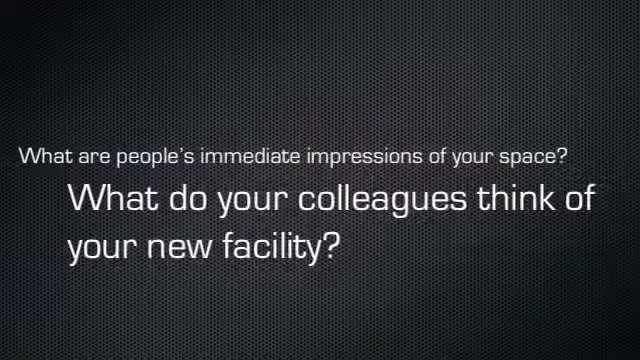 What are people's immediate impressions of your space?
What do your colleagues think of
your new facility?